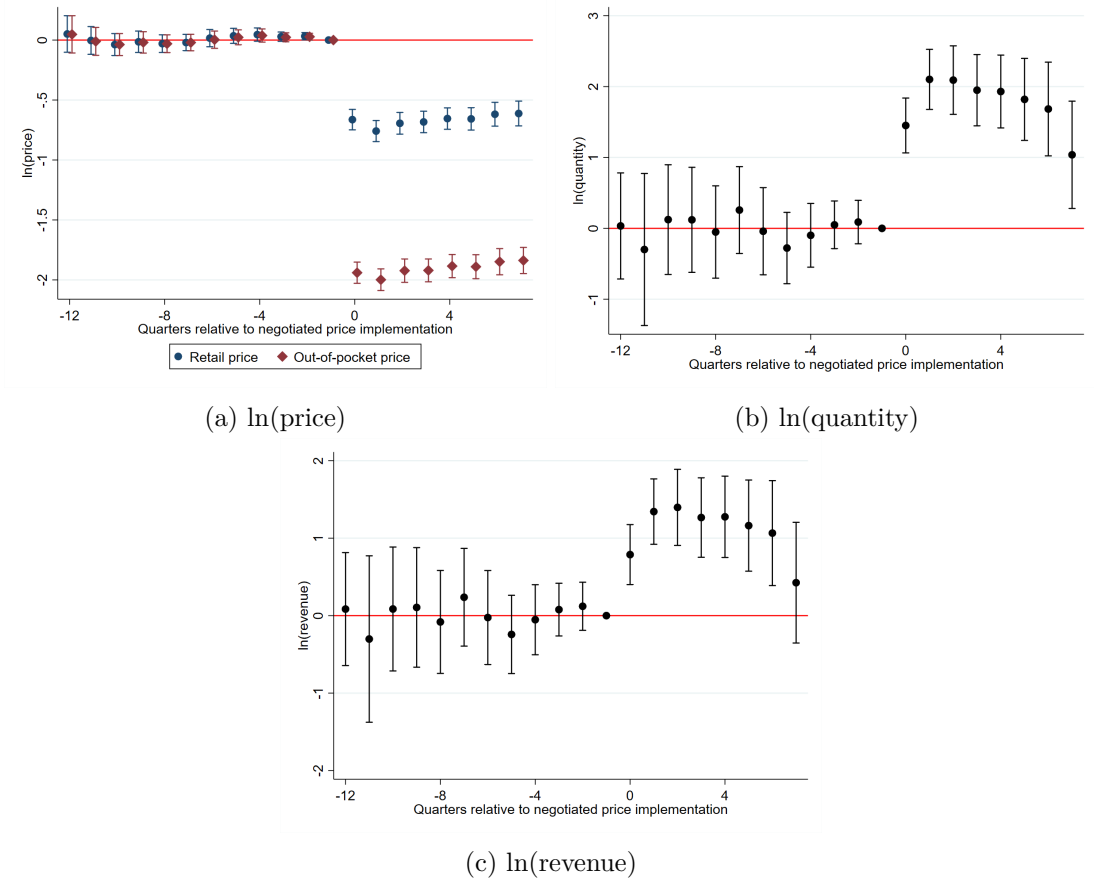 0
-.5
-1
-1.5
-2
ln(price)
-12
-8
-4
0
4
Quarters relative to negotiated price implementation
Retail price
Out-of-pocket price
(a) ln(price)
3
2
1
0
-1
ln(quantity)
-12
-8
-4
0
4
Quarters relative to negotiated price implementation
(b) ln(quantity)
2
1
0
-1
-2
ln(revenue)
-12
-8
-4
0
4
Quarters relative to negotiated price implementation
(c) ln(revenue)